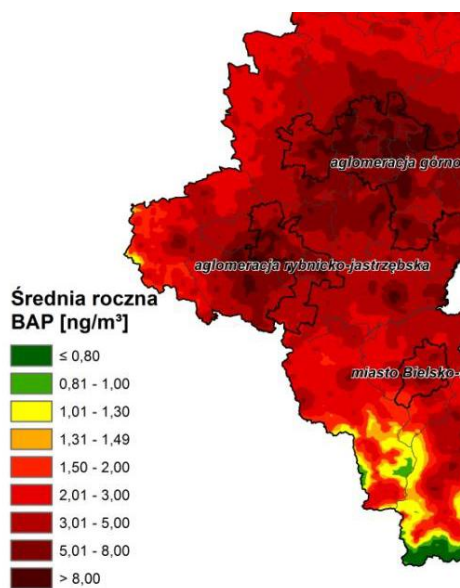 aglomeracja górno
aglomeracja rybnicko-jastrzębska
Średnia roczna
BAP [ng/m³]
miasto Bielsko-
≤ 0,80
0,81 - 1,00
1,01 - 1,30
1,31 - 1,49
1,50 - 2,00
2,01 - 3,00
3,01 - 5,00
5,01 - 8,00
> 8,00